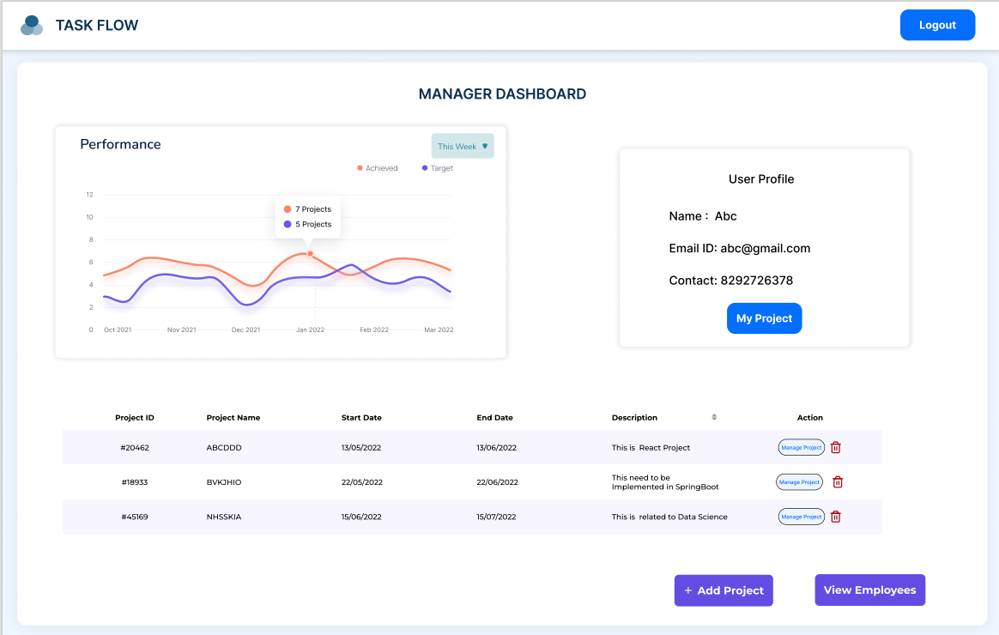 TASK FLOW
Logout
MANAGER DASHBOARD
Performance
This Week
Achieved
Target
12
10
8
6
4
2
0
7 Projects
5 Projects
Oct 2021
Nov 2021
Dec 2021
Jan 2022
Feb 2022
Mar 2022
User Profile
Name : Abc
Email ID: abc@gmail.com
Contact: 8292726378
My Project
Project ID Project Name Start Date End Date Description Action
#20462 ABCDDD 13/05/2022 13/06/2022 This is React Project Manage Project
#18933 BVKJHIO 22/05/2022 22/06/2022 This need to be
Implemented in SpringBoot Manage Project
#45169 NHSSKIA 15/06/2022 15/07/2022 This is related to Data Science Manage Project
+ Add Project
View Employees